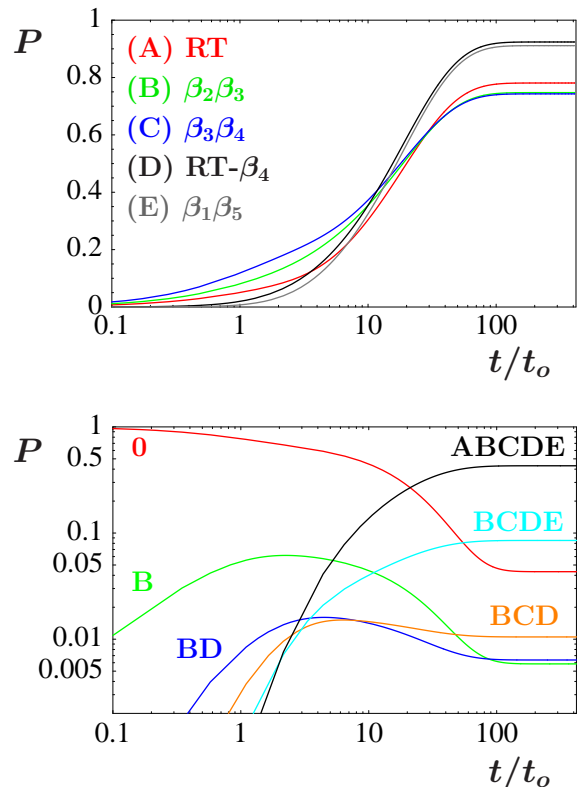 P
1
0.8
0.6
0.4
0.2
0
(A) RT
(B) β₂β₃
(C) β₃β₄
(D) RT-β₄
(E) β₁β₅
0.1 1 10 100
t/tₒ
P
1
0.5
0.1
0.05
0.01
0.005
0
ABCDE
BCDE
B
BCD
BD
0.1 1 10 100
t/tₒ